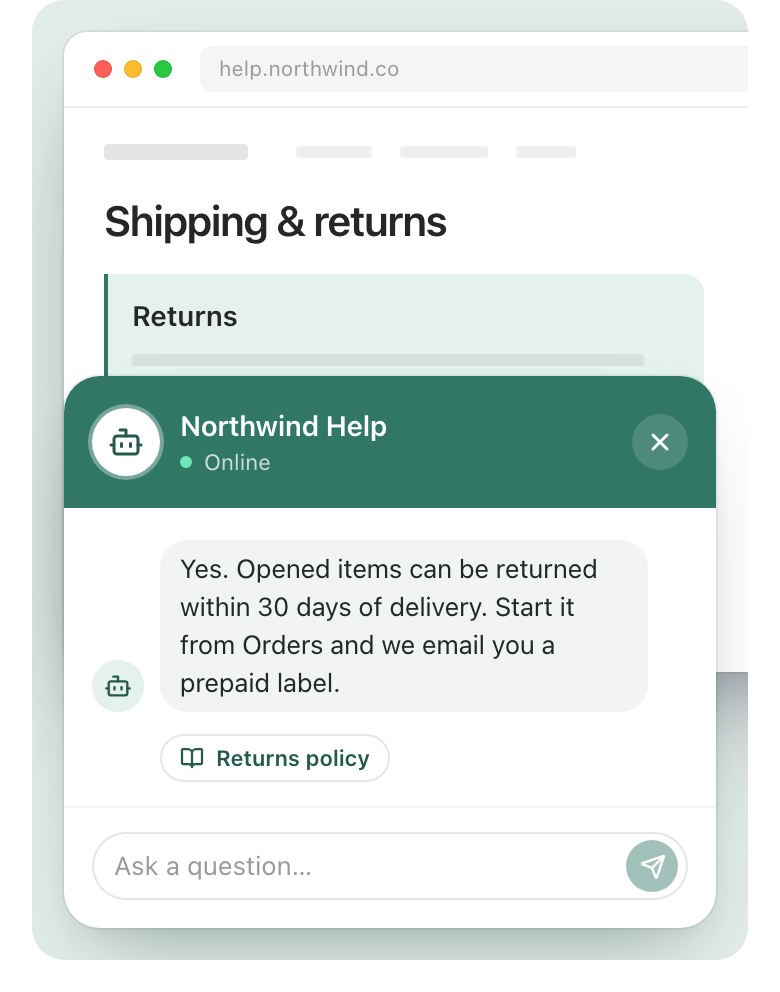 help.northwind.co
Shipping & returns
Returns
Northwind Help
Online
Yes. Opened items can be returned
within 30 days of delivery. Start it
from Orders and we email you a
prepaid label.
Returns policy
Ask a question...